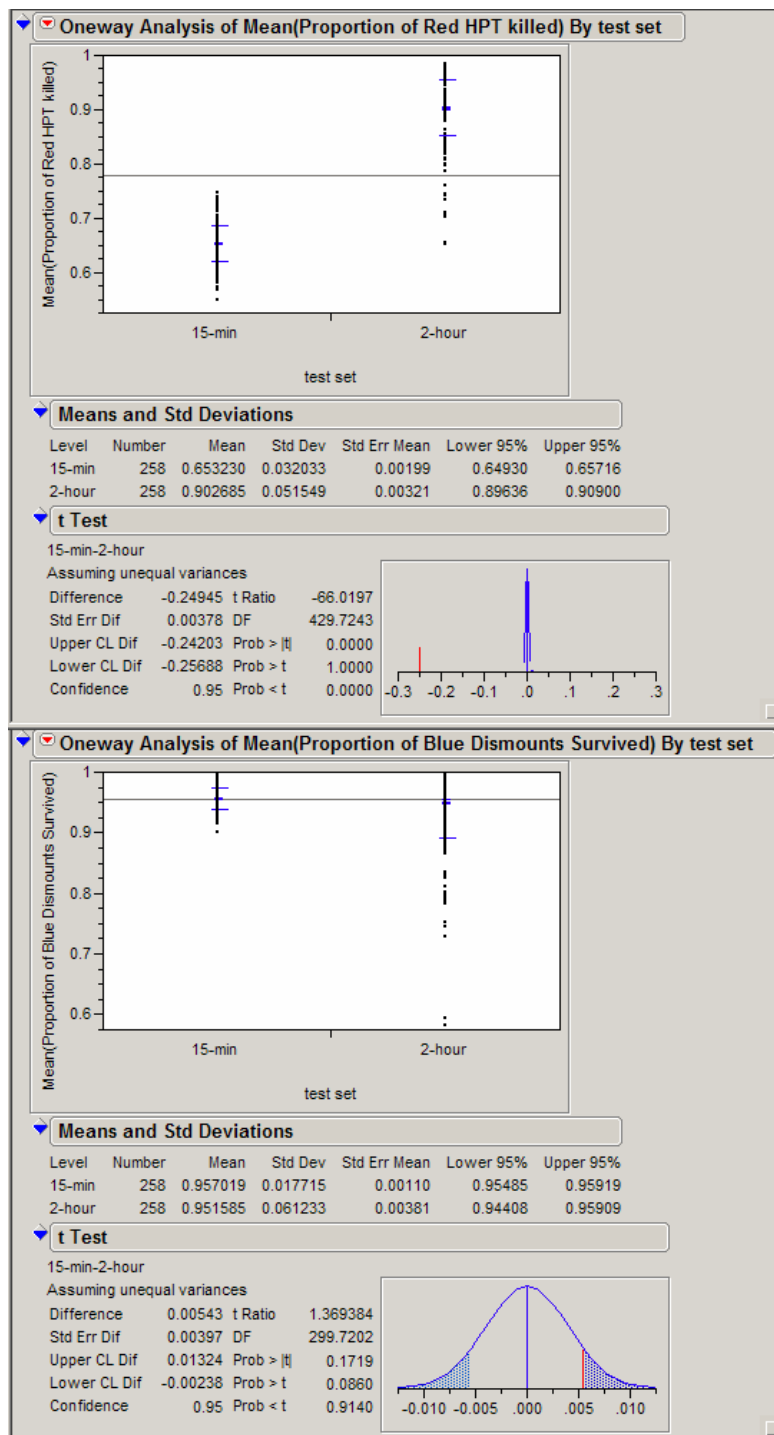 Oneway Analysis of Mean(Proportion of Red HPT killed) By test set
Mean(Proportion of Red HPT killed)
1
0.9
0.8
0.7
0.6
15-min 2-hour
test set
Means and Std Deviations
Level Number Mean Std Dev Std Err Mean Lower 95% Upper 95%
15-min 258 0.653230 0.032033 0.00199 0.64930 0.65716
2-hour 258 0.902685 0.051549 0.00321 0.89636 0.90900
t Test
15-min-2-hour
Assuming unequal variances
Difference -0.24945 t Ratio -66.0197
Std Err Dif 0.00378 DF 429.7243
Upper CL Dif -0.24203 Prob > |t| 0.0000
Lower CL Dif -0.25688 Prob > t 1.0000
Confidence 0.95 Prob < t 0.0000
-0.3 -0.2 -0.1 .0 .1 .2 .3
Oneway Analysis of Mean(Proportion of Blue Dismounts Survived) By test set
Mean(Proportion of Blue Dismounts Survived)
1
0.9
0.8
0.7
0.6
15-min 2-hour
test set
Means and Std Deviations
Level Number Mean Std Dev Std Err Mean Lower 95% Upper 95%
15-min 258 0.957019 0.017715 0.00110 0.95485 0.95919
2-hour 258 0.951585 0.061233 0.00381 0.94408 0.95909
t Test
15-min-2-hour
Assuming unequal variances
Difference 0.00543 t Ratio 1.369384
Std Err Dif 0.00397 DF 299.7202
Upper CL Dif 0.01324 Prob > |t| 0.1719
Lower CL Dif -0.00238 Prob > t 0.0860
Confidence 0.95 Prob < t 0.9140
-0.010 -0.005 .000 .005 .010